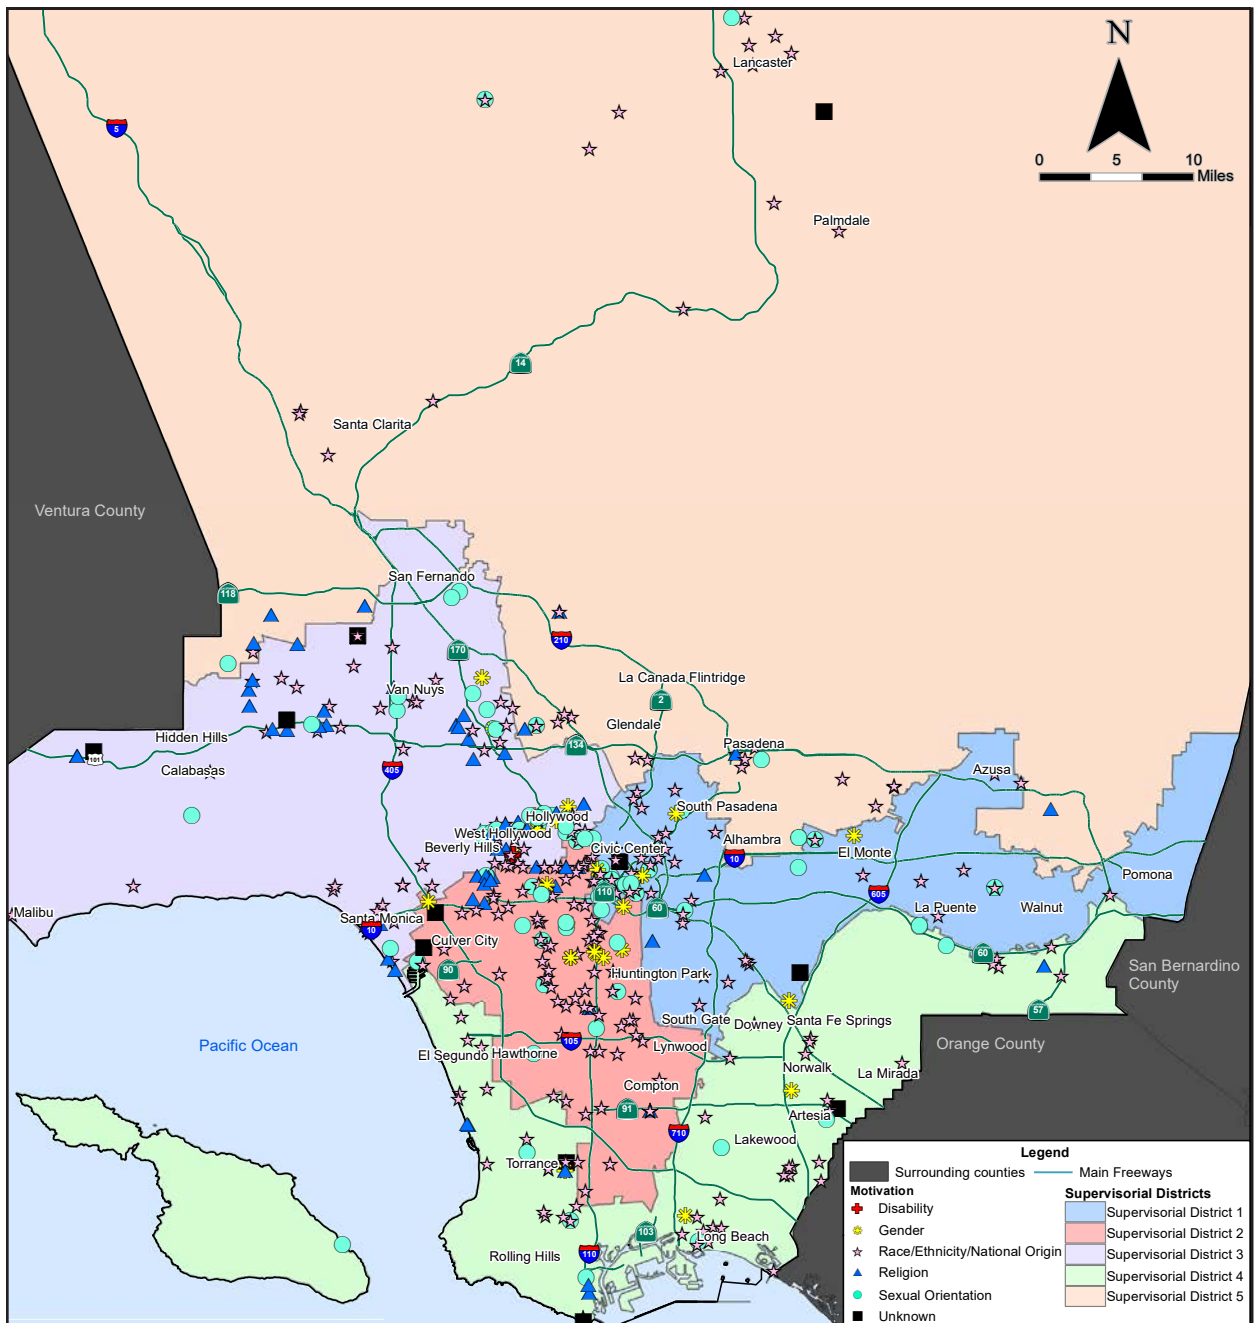 N
0 5 10
Miles
Lancaster
5
Palmdale
14
Santa Clarita
Ventura County
San Fernando
118
210
170
La Canada Flintridge
Van Nuys
2
Glendale
Hidden Hills
134
Pasadena
101
Calabasas
405
Azusa
South Pasadena
Hollywood
West Hollywood
Alhambra
Beverly Hills
Civic Center
El Monte
10
Pomona
110
605
60
La Puente
Walnut
Malibu
Santa Monica
10
Culver City
60
90
Huntington Park
San Bernardino
County
57
South Gate
Downey
Santa Fe Springs
Pacific Ocean
105
Orange County
El Segundo
Hawthorne
Lynwood
Norwalk
La Mirada
Compton
91
Artesia
710
Lakewood
Torrance
103
Long Beach
Rolling Hills
110
Legend
Surrounding counties
Main Freeways
Motivation
Disability
Gender
Race/Ethnicity/National Origin
Religion
Sexual Orientation
Unknown
Supervisorial Districts
Supervisorial District 1
Supervisorial District 2
Supervisorial District 3
Supervisorial District 4
Supervisorial District 5